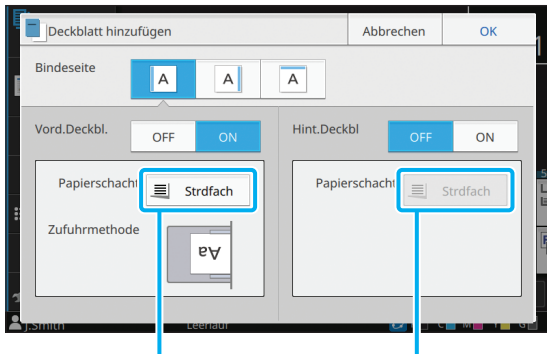 Deckblatt hinzufügen
Abbrechen
OK
Bindeseite
A
A
A
Vord.Deckbl.
OFF
ON
Hint.Deckbl
OFF
ON
Papierschacht
Strdfach
Papierschacht
Strdfach
Zufuhrmethode
Aa
J.Smith
Leerlauf
C
M
Y
G